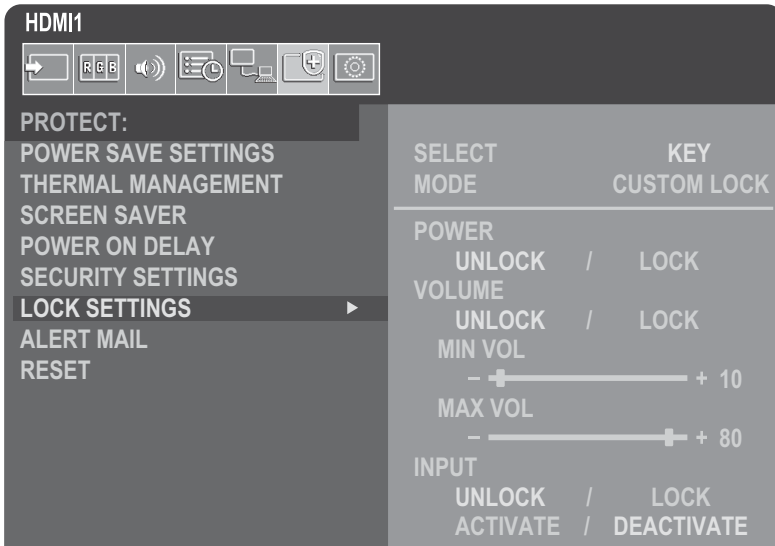 HDMI1
RGB
PROTECT:
POWER SAVE SETTINGS
THERMAL MANAGEMENT
SCREEN SAVER
POWER ON DELAY
SECURITY SETTINGS
LOCK SETTINGS
ALERT MAIL
RESET
SELECT KEY
MODE CUSTOM LOCK
POWER
UNLOCK / LOCK
VOLUME
UNLOCK / LOCK
MIN VOL
− + 10
MAX VOL
− + 80
INPUT
UNLOCK / LOCK
ACTIVATE / DEACTIVATE